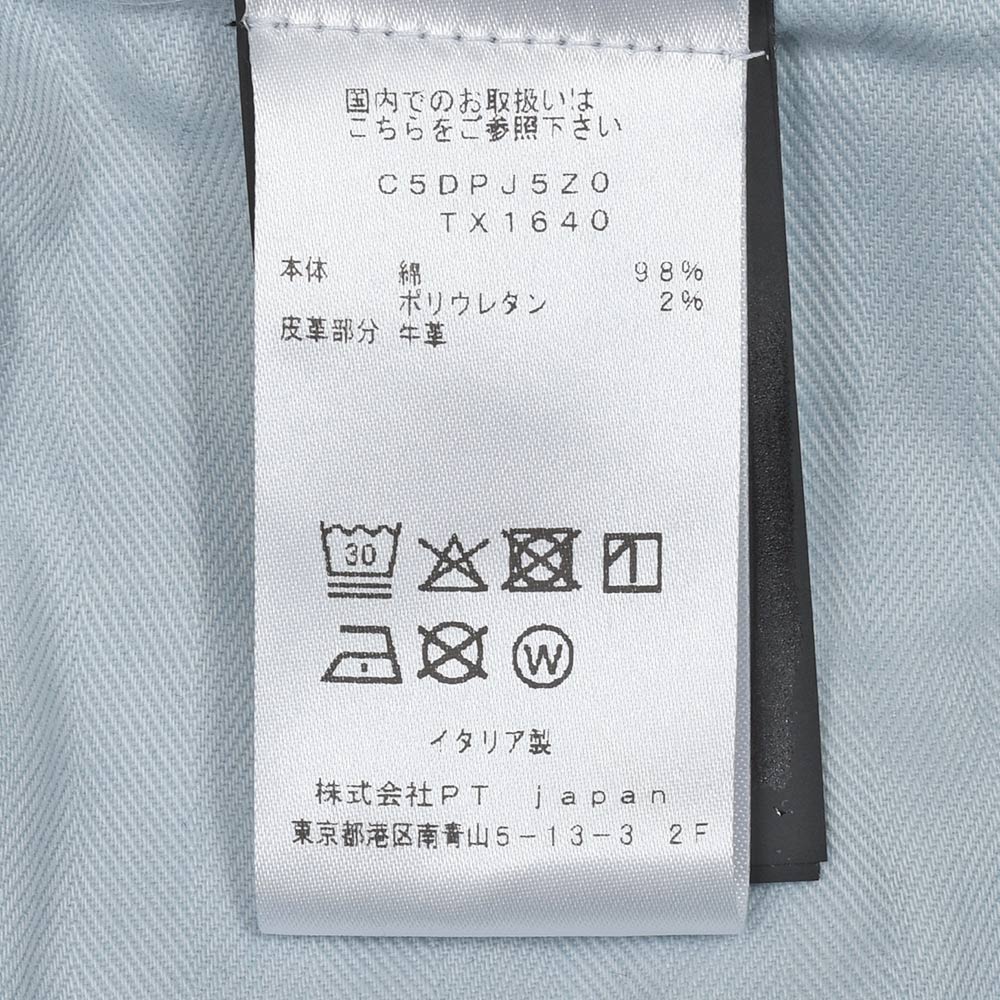 国内でのお取扱いは
こちらをご参照下さい
C5DPJ5Z0
TX1640
本体 綿 98%
ポリウレタン 2%
皮革部分 牛革
30
W
イタリア製
株式会社PT japan
東京都港区南青山5-13-3 2F